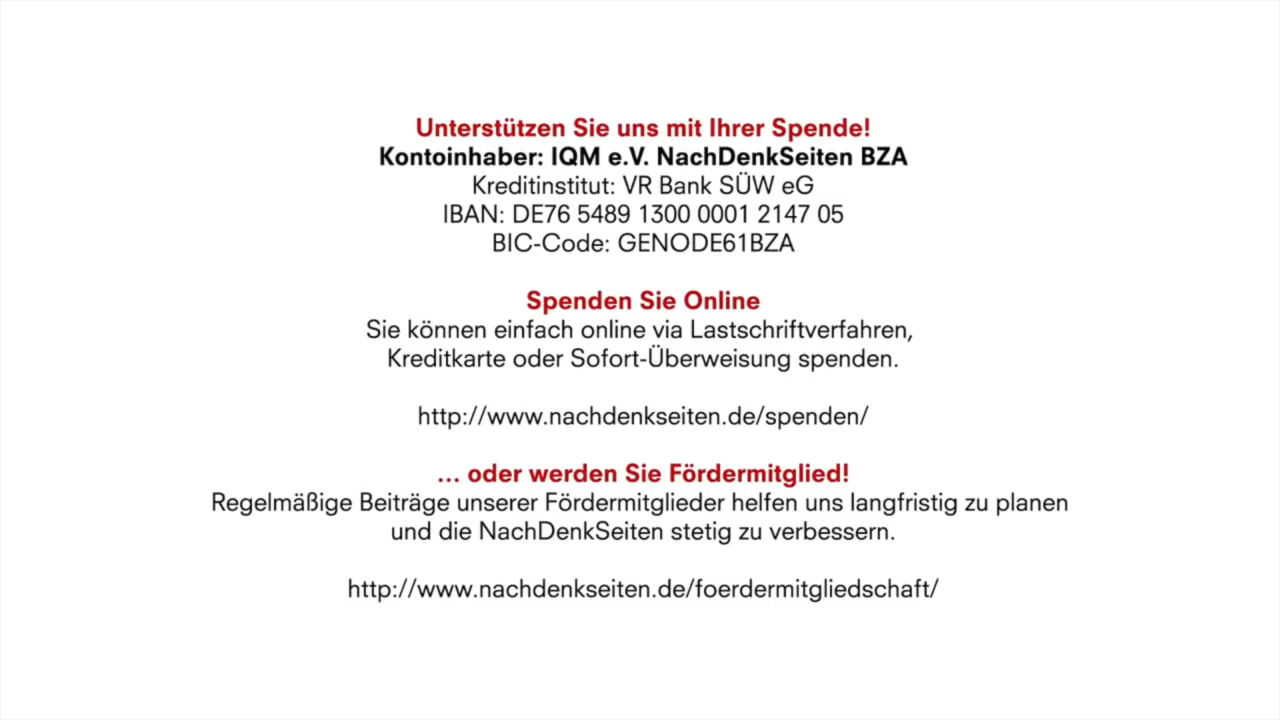 Unterstützen Sie uns mit Ihrer Spende!
Kontoinhaber: IQM e.V. NachDenkSeiten BZA
Kreditinstitut: VR Bank SÜW eG
IBAN: DE76 5489 1300 0001 2147 05
BIC-Code: GENODE61BZA
Spenden Sie Online
Sie können einfach online via Lastschriftverfahren,
Kreditkarte oder Sofort-Überweisung spenden.
http://www.nachdenkseiten.de/spenden/
... oder werden Sie Fördermitglied!
Regelmäßige Beiträge unserer Fördermitglieder helfen uns langfristig zu planen
und die NachDenkSeiten stetig zu verbessern.
http://www.nachdenkseiten.de/foerdermitgliedschaft/